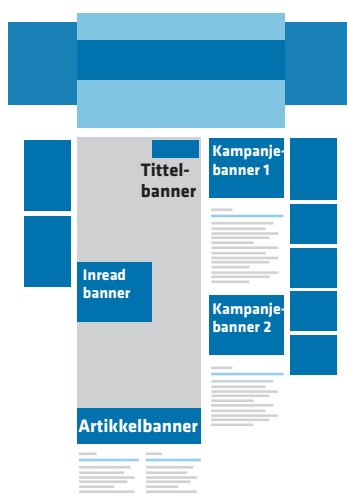 Tittel-
banner
Kampanje-
banner 1
Inread
banner
Kampanje-
banner 2
Artikkelbanner